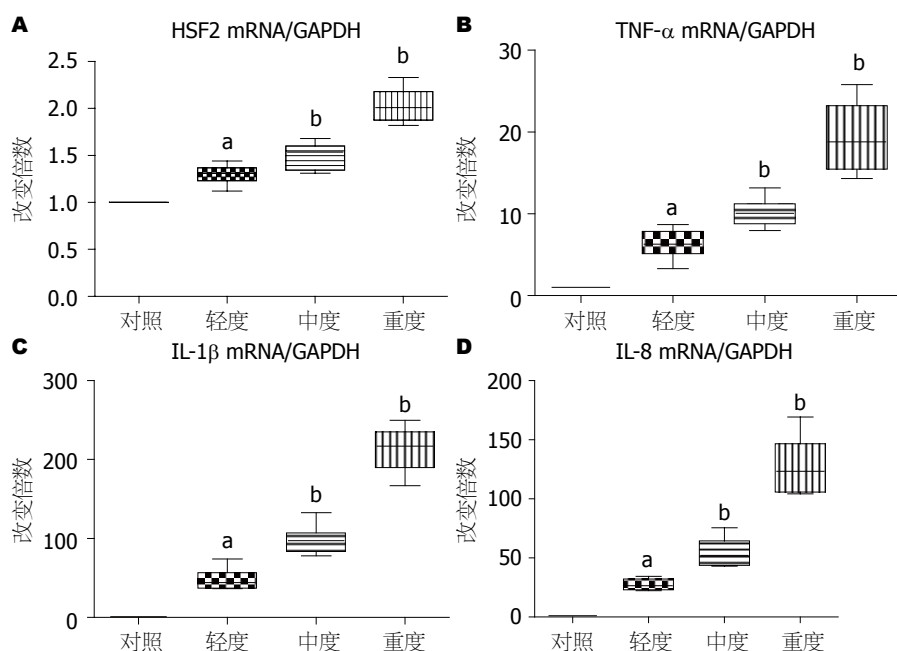 A
HSF2 mRNA/GAPDH
2.5
2.0
1.5
1.0
0.5
0.0
改变倍数
a
b
b
对照
轻度
中度
重度
B
TNF-α mRNA/GAPDH
30
20
10
0
改变倍数
a
b
b
对照
轻度
中度
重度
C
IL-1β mRNA/GAPDH
300
200
100
0
改变倍数
a
b
b
对照
轻度
中度
重度
D
IL-8 mRNA/GAPDH
200
150
100
50
0
改变倍数
a
b
b
对照
轻度
中度
重度